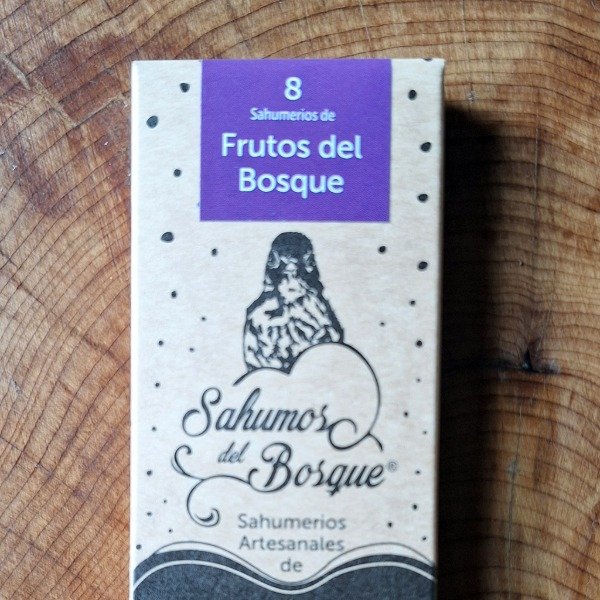 8
Sahumerios de
Frutos del
Bosque
Sahumos
del Bosque©
Sahumerios
Artesanales
de